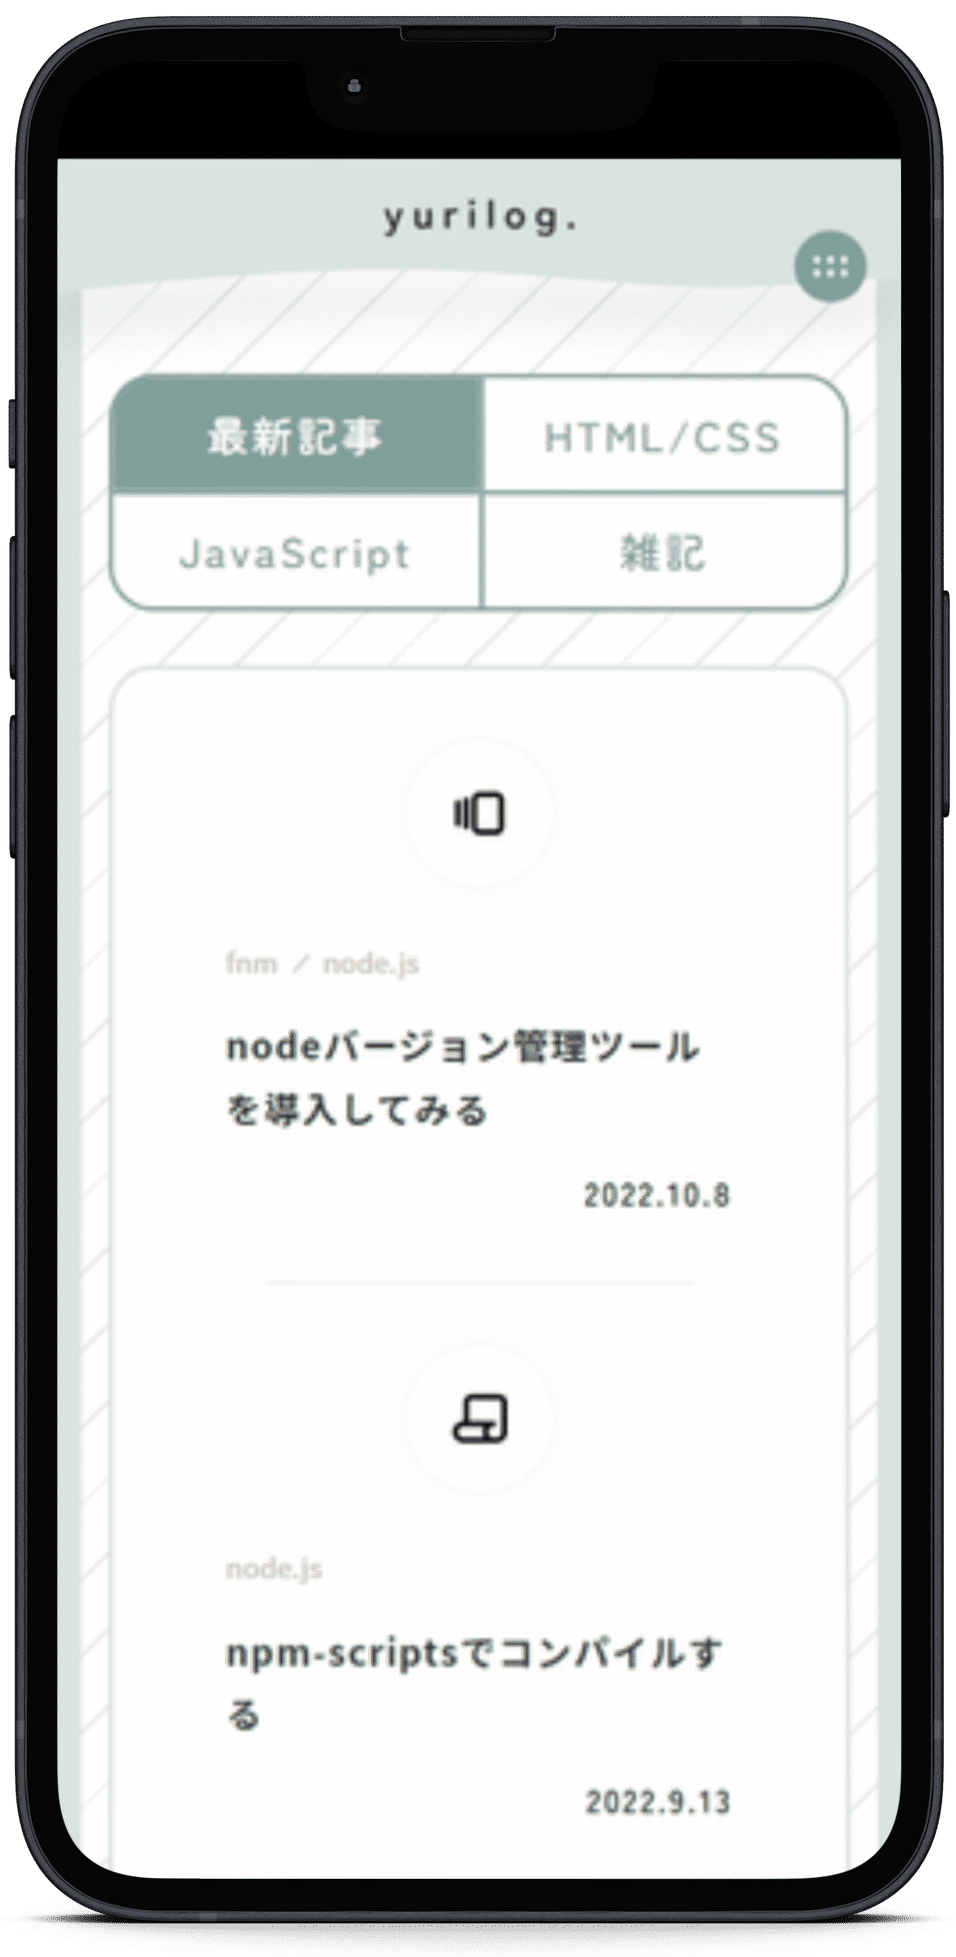 yurilog.
最新記事
HTML/CSS
JavaScript
雑記
fnm / node.js
nodeバージョン管理ツール
を導入してみる
2022.10.8
node.js
npm-scriptsでコンパイルす
る
2022.9.13